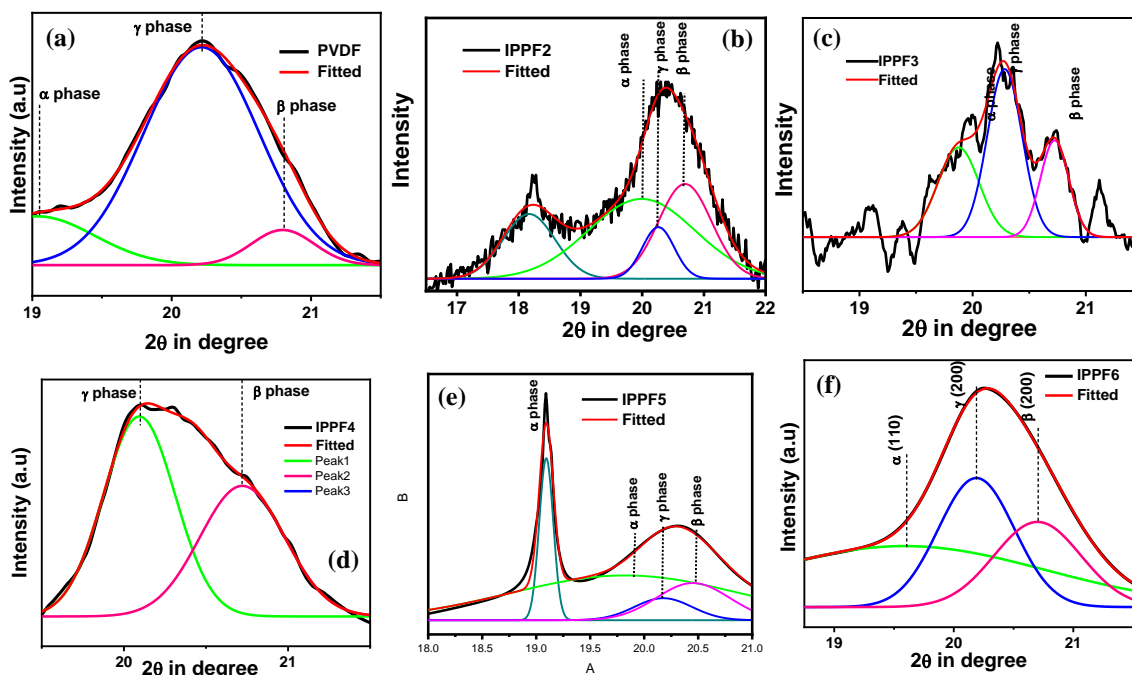 (a)
γ phase
PVDF
Fitted
α phase
β phase
Intensity (a.u)
19 20 21
2θ in degree
(b)
IPPF2
Fitted
α phase
γ phase
β phase
Intensity
17 18 19 20 21 22
2θ in degree
(c)
IPPF3
Fitted
α phase
γ phase
β phase
Intensity
19 20 21
2θ in degree
γ phase
β phase
IPPF4
Fitted
Peak1
Peak2
Peak3
(d)
Intensity (a.u)
20 21
2θ in degree
(e)
α phase
IPPF5
Fitted
α phase
γ phase
β phase
B
18.0 18.5 19.0 19.5 20.0 20.5 21.0
A
(f)
IPPF6
Fitted
α (110)
γ (200)
β (200)
Intensity (a.u)
19 20 21
2θ in degree